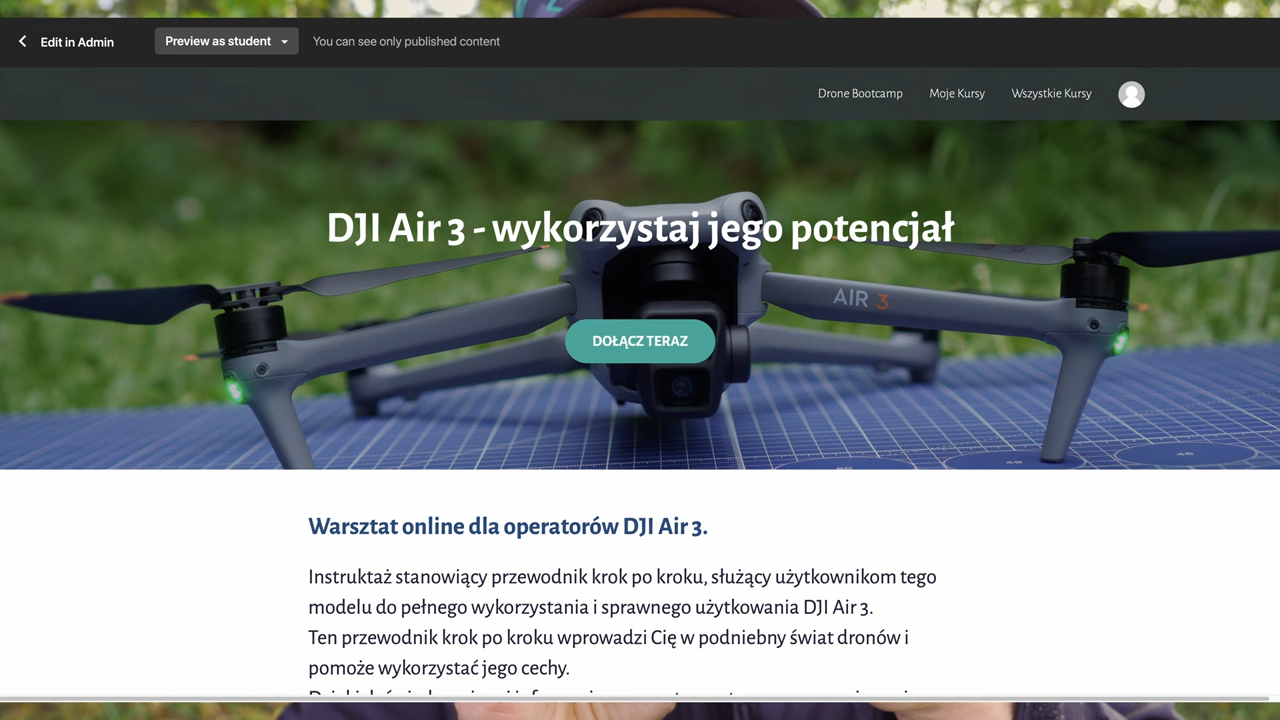 Edit in Admin
Preview as student
You can see only published content
Drone Bootcamp
Moje Kursy
Wszystkie Kursy
DJI Air 3 - wykorzystaj jego potencjał
AIR 3
DOŁĄCZ TERAZ
Warsztat online dla operatorów DJI Air 3.
Instruktaż stanowiący przewodnik krok po kroku, służący użytkownikom tego
modelu do pełnego wykorzystania i sprawnego użytkowania DJI Air 3.
Ten przewodnik krok po kroku wprowadzi Cię w podniebny świat dronów i
pomoże wykorzystać jego cechy.